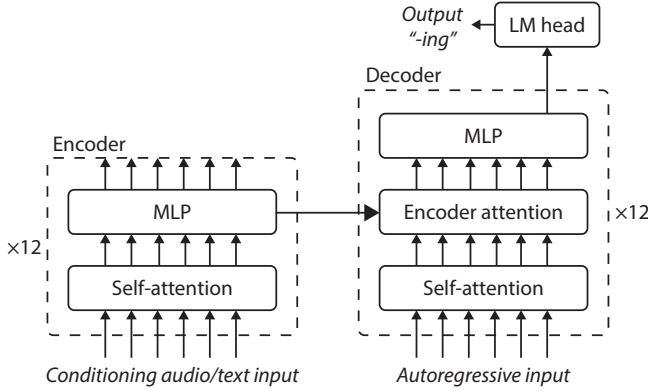 Output
“-ing”
LM head
Decoder
MLP
Encoder
MLP
Encoder attention
×12
×12
Self-attention
Self-attention
Conditioning audio/text input
Autoregressive input